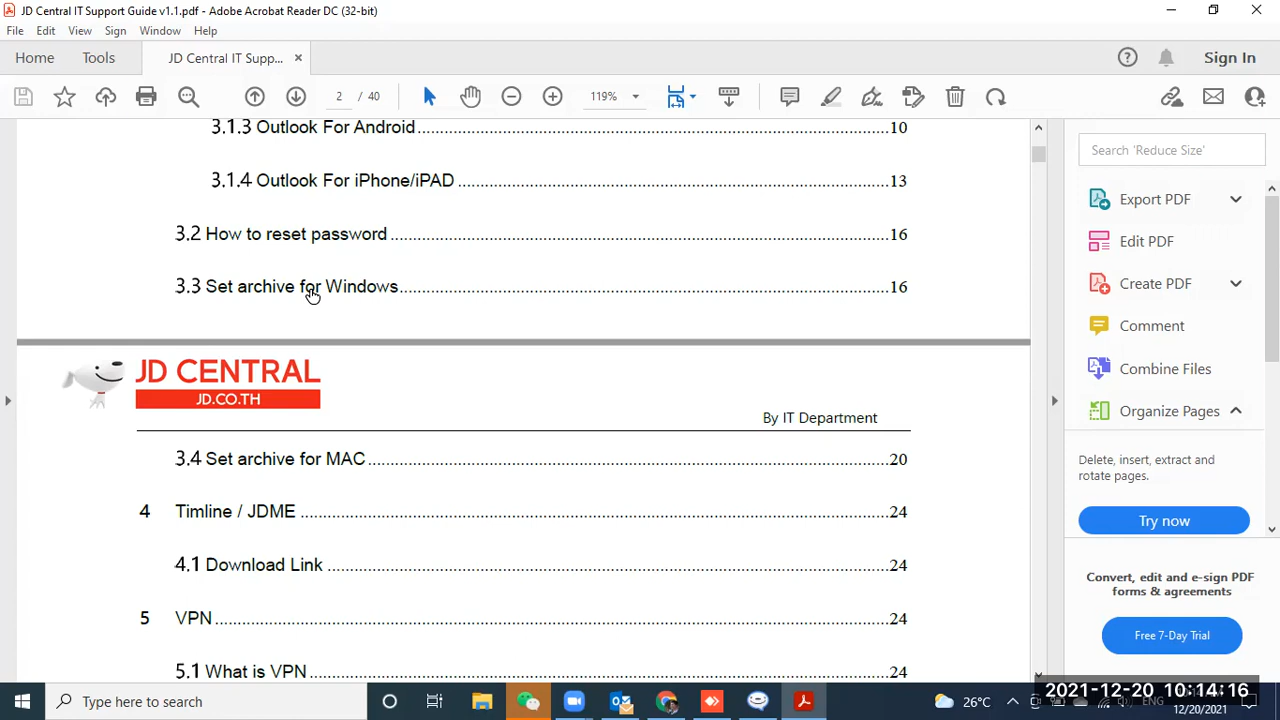 JD Central IT Support Guide v1.1.pdf - Adobe Acrobat Reader DC (32-bit)
File Edit View Sign Window Help
Home Tools JD Central IT Supp... × Sign In
2 / 40 119%
3.1.3 Outlook For Android 10
3.1.4 Outlook For iPhone/iPAD 13
3.2 How to reset password 16
3.3 Set archive for Windows 16
JD CENTRAL
JD.CO.TH
By IT Department
3.4 Set archive for MAC 20
4 Timline / JDME 24
4.1 Download Link 24
5 VPN 24
5.1 What is VPN 24
Search 'Reduce Size'
Export PDF
Edit PDF
Create PDF
Comment
Combine Files
Organize Pages
Delete, insert, extract and
rotate pages.
Try now
Convert, edit and e-sign PDF
forms & agreements
Free 7-Day Trial
Type here to search
26°C
ENG
2021-12-20 10:14:16
12/20/2021